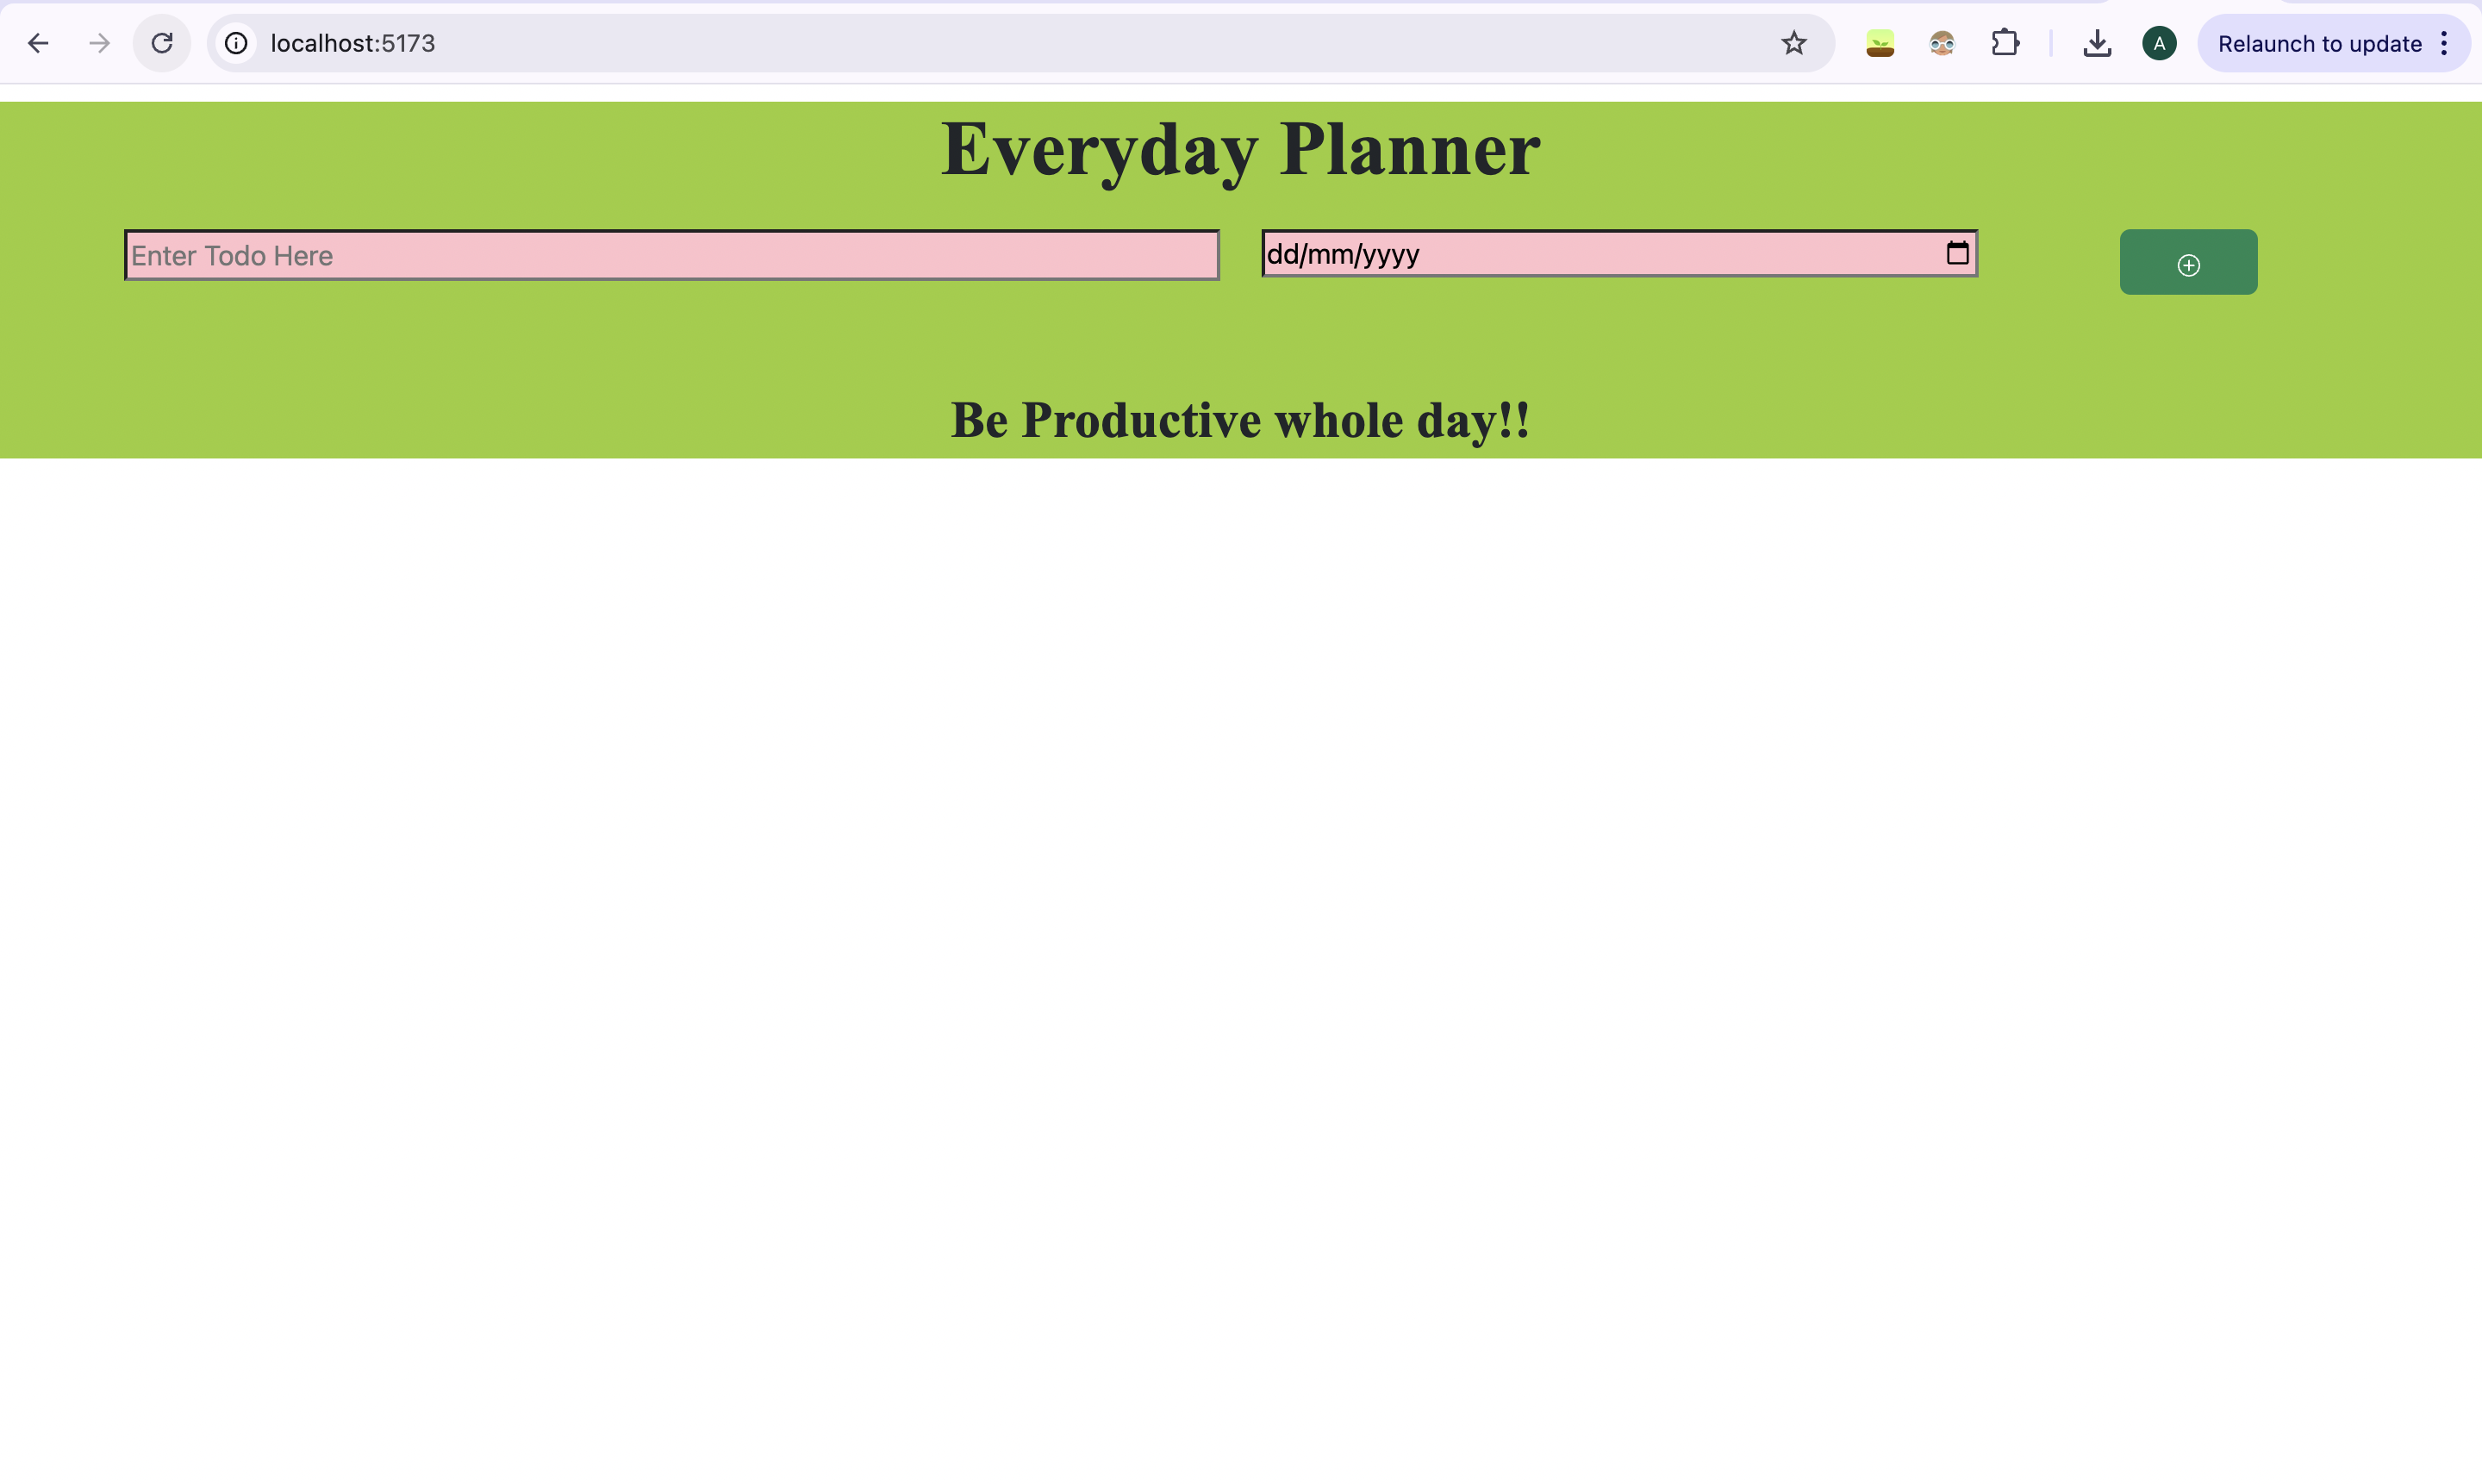 localhost:5173
A
Relaunch to update
Everyday Planner
Enter Todo Here
dd/mm/yyyy
Be Productive whole day!!